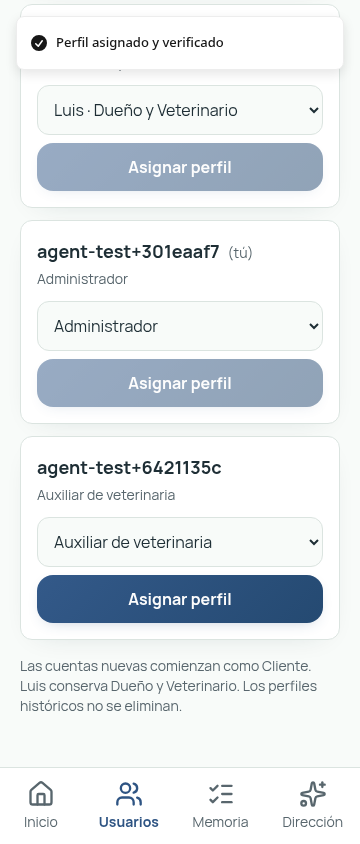 Perfil asignado y verificado
Luis · Dueño y Veterinario
Asignar perfil
agent-test+301eaaf7 (tú)
Administrador
Administrador
Asignar perfil
agent-test+6421135c
Auxiliar de veterinaria
Auxiliar de veterinaria
Asignar perfil
Las cuentas nuevas comienzan como Cliente.
Luis conserva Dueño y Veterinario. Los perfiles
históricos no se eliminan.
Inicio Usuarios Memoria Dirección